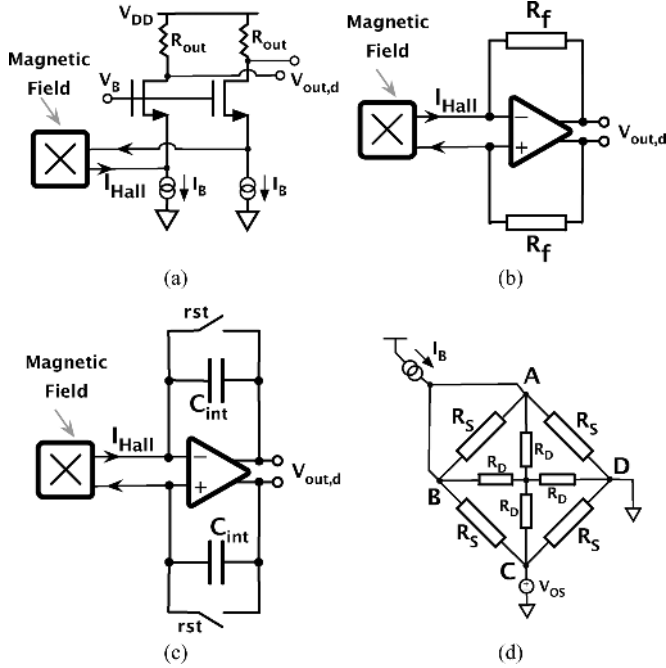 V_DD
R_out
R_out
Magnetic
Field
V_B
V_out,d
I_Hall
I_B
I_B
(a)
Magnetic
Field
R_f
I_Hall
−
+
V_out,d
R_f
(b)
rst
Magnetic
Field
C_int
I_Hall
−
+
V_out,d
C_int
rst
(c)
I_B
A
R_S
R_S
R_D
R_D
R_D
B
D
R_D
R_S
R_S
C
V_OS
(d)